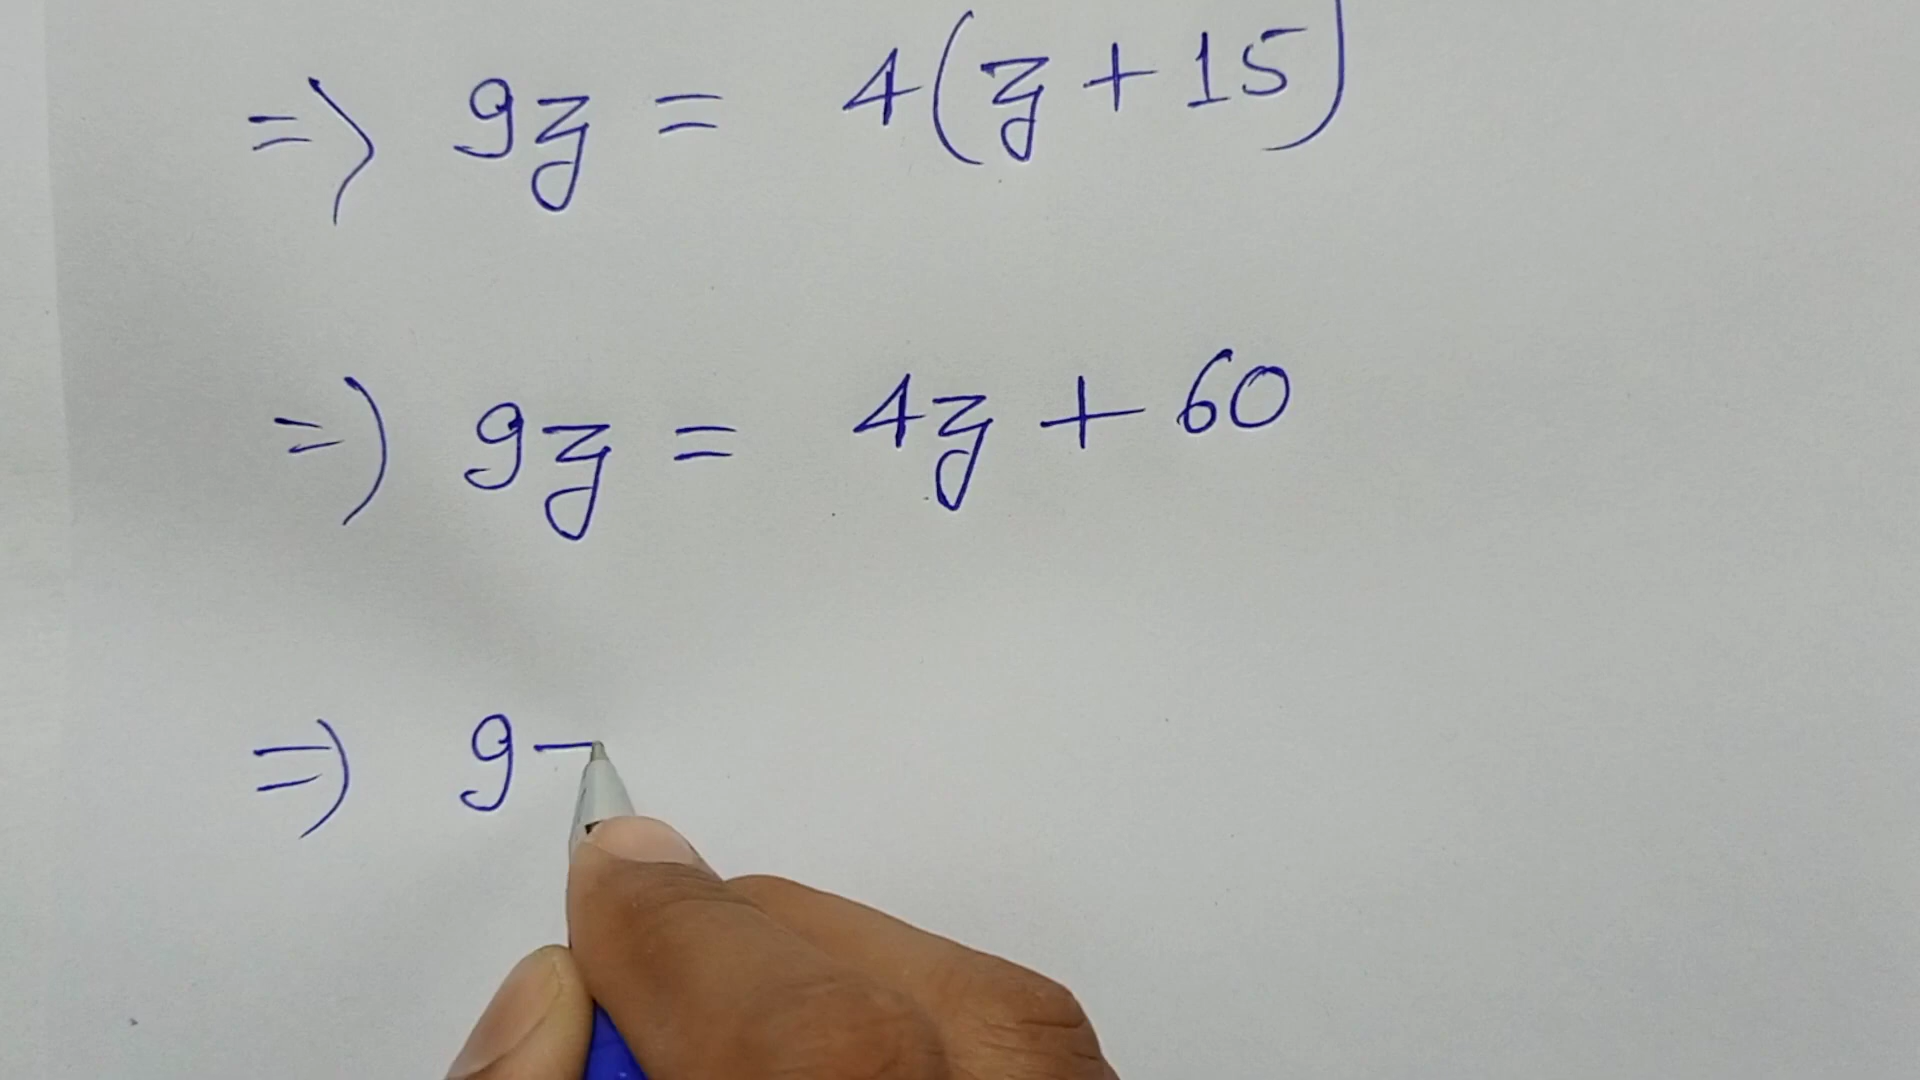 => 9z = 4(z + 15)
=> 9z = 4z + 60
=> 9